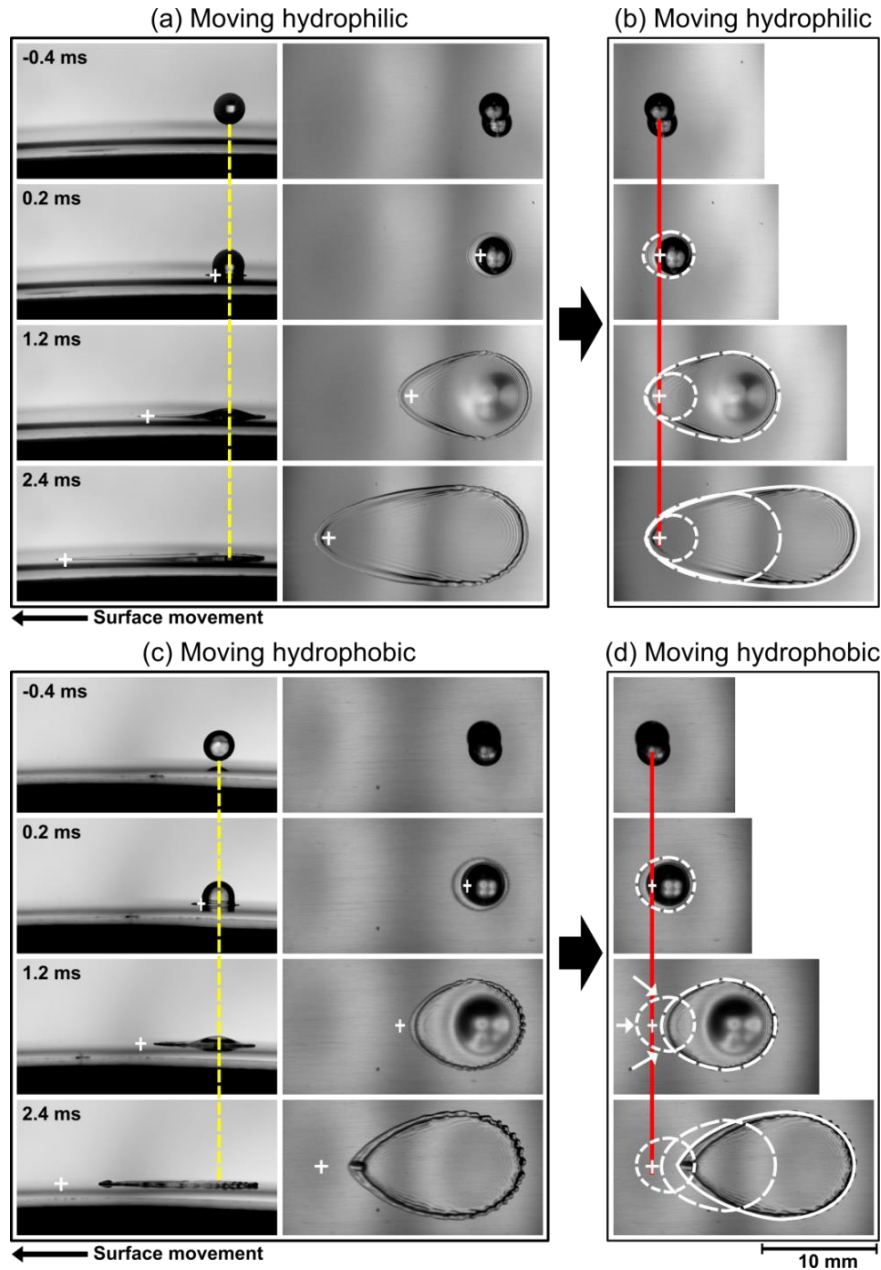 (a) Moving hydrophilic
(b) Moving hydrophilic
-0.4 ms
0.2 ms
1.2 ms
2.4 ms
Surface movement
(c) Moving hydrophobic
(d) Moving hydrophobic
-0.4 ms
0.2 ms
1.2 ms
2.4 ms
Surface movement
10 mm